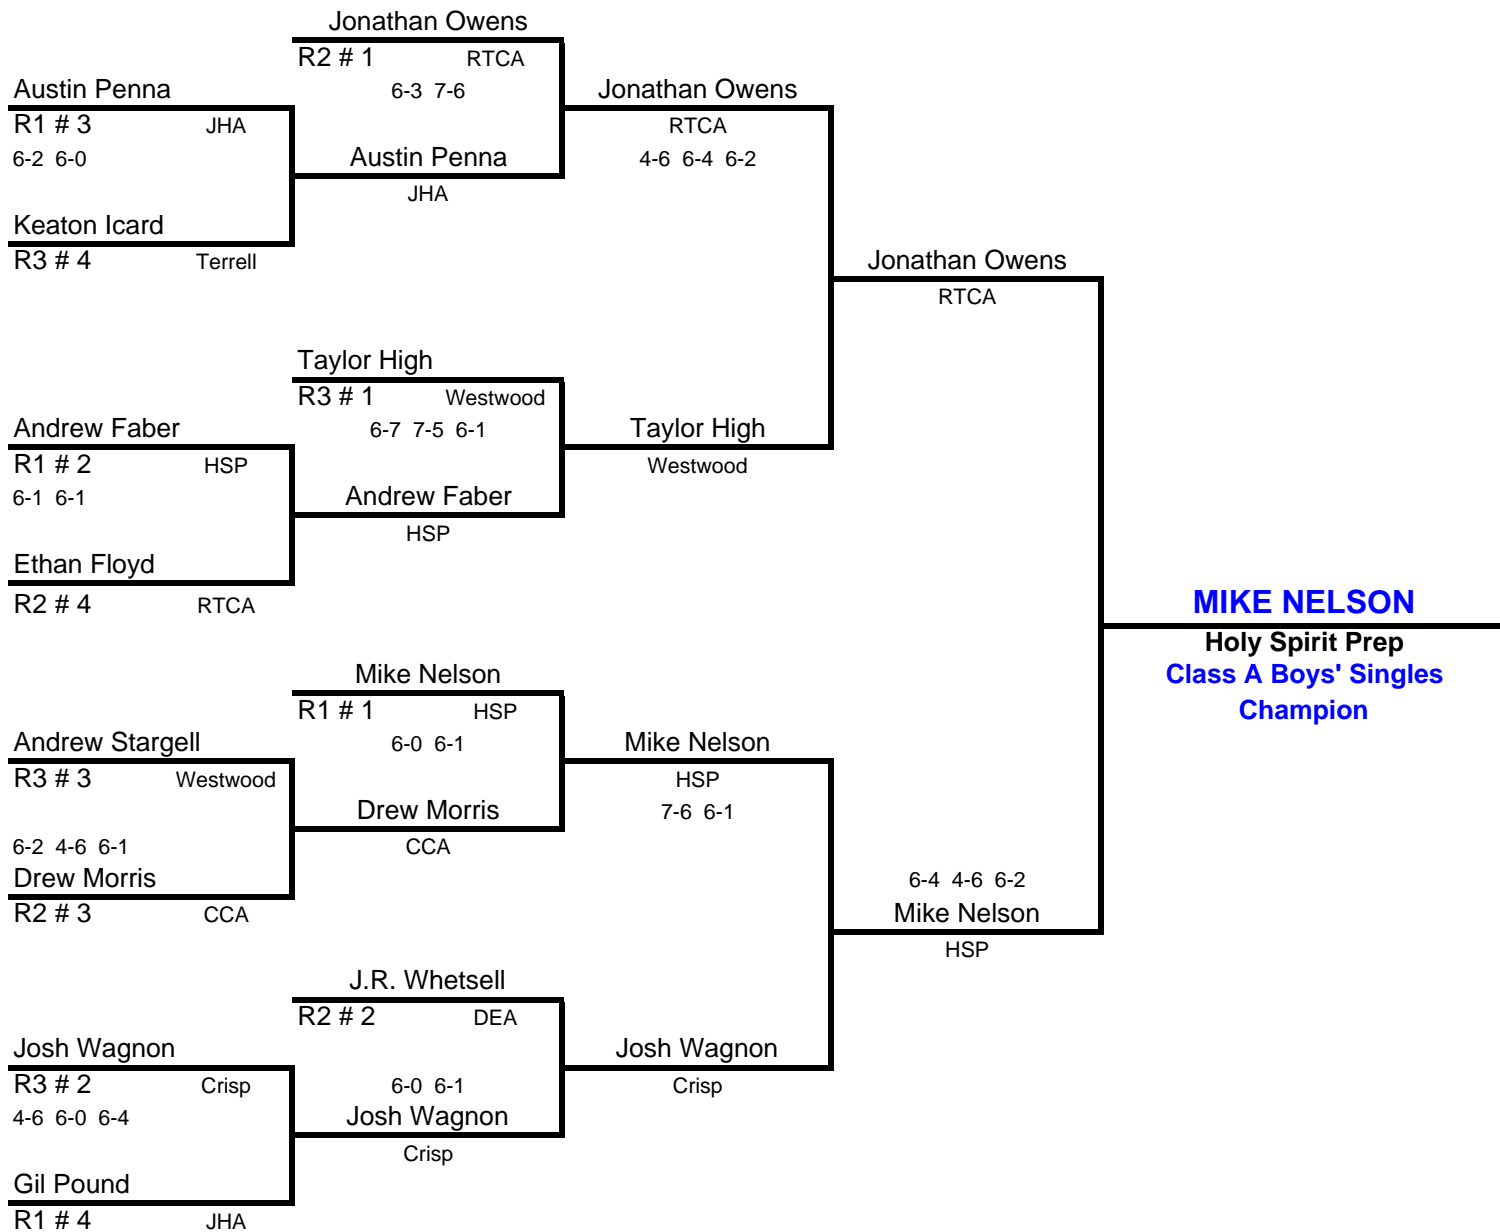 Jonathan Owens
R2 # 1 RTCA
6-3 7-6
Austin Penna
R1 # 3 JHA
6-2 6-0
Austin Penna
JHA
Keaton Icard
R3 # 4 Terrell
Jonathan Owens
RTCA
4-6 6-4 6-2
Taylor High
R3 # 1 Westwood
6-7 7-5 6-1
Andrew Faber
R1 # 2 HSP
6-1 6-1
Andrew Faber
HSP
Ethan Floyd
R2 # 4 RTCA
Taylor High
Westwood
Jonathan Owens
RTCA
Mike Nelson
R1 # 1 HSP
6-0 6-1
Andrew Stargell
R3 # 3 Westwood
6-2 4-6 6-1
Drew Morris
R2 # 3 CCA
Drew Morris
CCA
Mike Nelson
HSP
7-6 6-1
J.R. Whetsell
R2 # 2 DEA
6-0 6-1
Josh Wagnon
R3 # 2 Crisp
4-6 6-0 6-4
Josh Wagnon
Crisp
Gil Pound
R1 # 4 JHA
Josh Wagnon
Crisp
6-4 4-6 6-2
Mike Nelson
HSP
MIKE NELSON
Holy Spirit Prep
Class A Boys' Singles
Champion